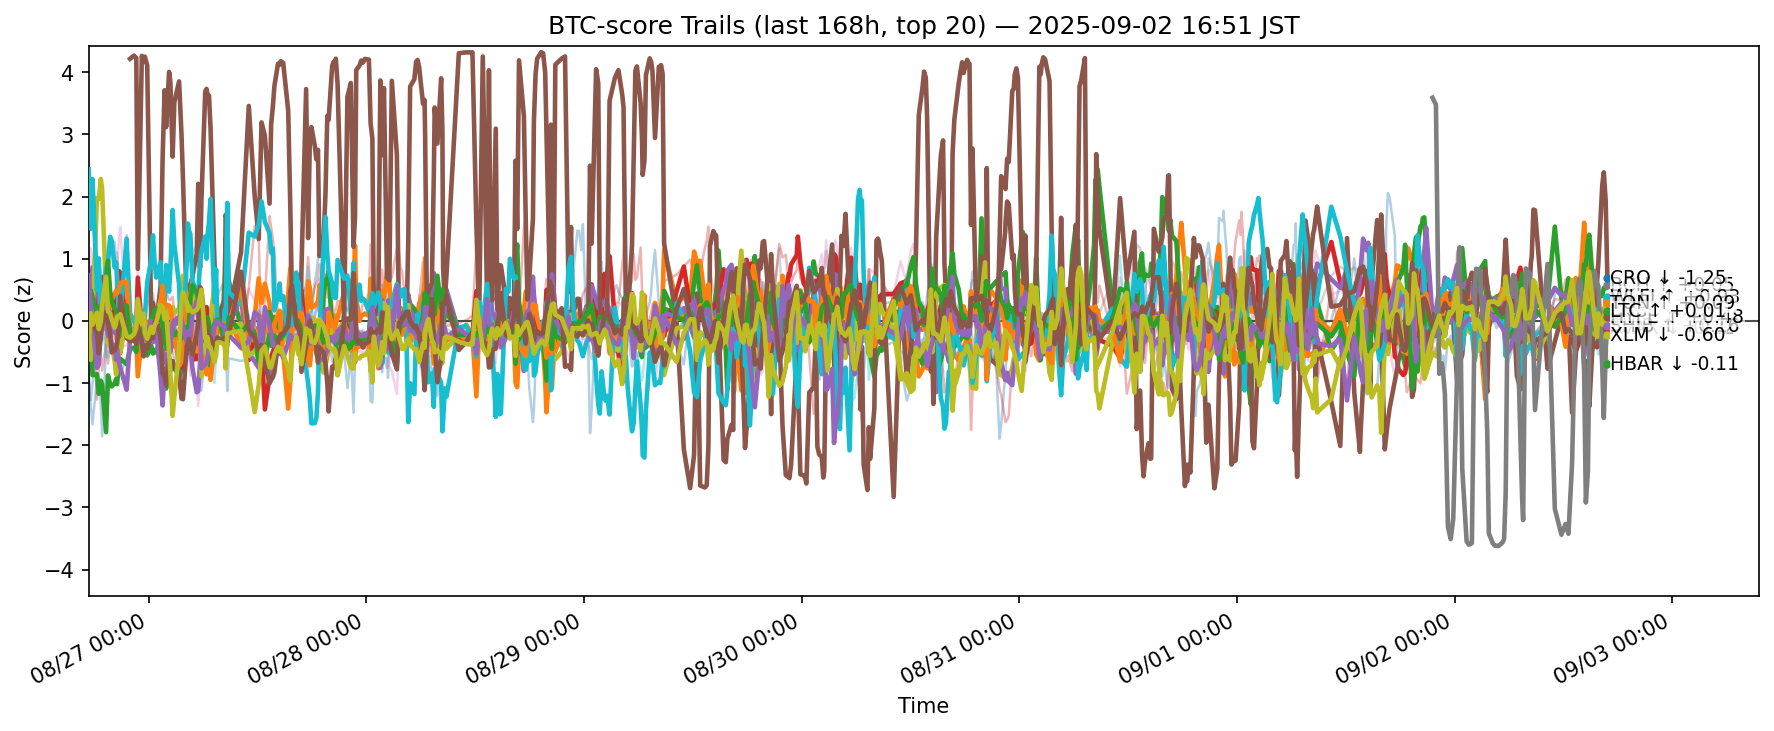 BTC-score Trails (last 168h, top 20) — 2025-09-02 16:51 JST
Score (z)
4
3
2
1
0
−1
−2
−3
−4
CRO ↓ -1.25
TON ↑ +0.09
LTC ↑ +0.01
XLM ↓ -0.60
HBAR ↓ -0.11
08/27 00:00
08/28 00:00
08/29 00:00
08/30 00:00
08/31 00:00
09/01 00:00
09/02 00:00
09/03 00:00
Time